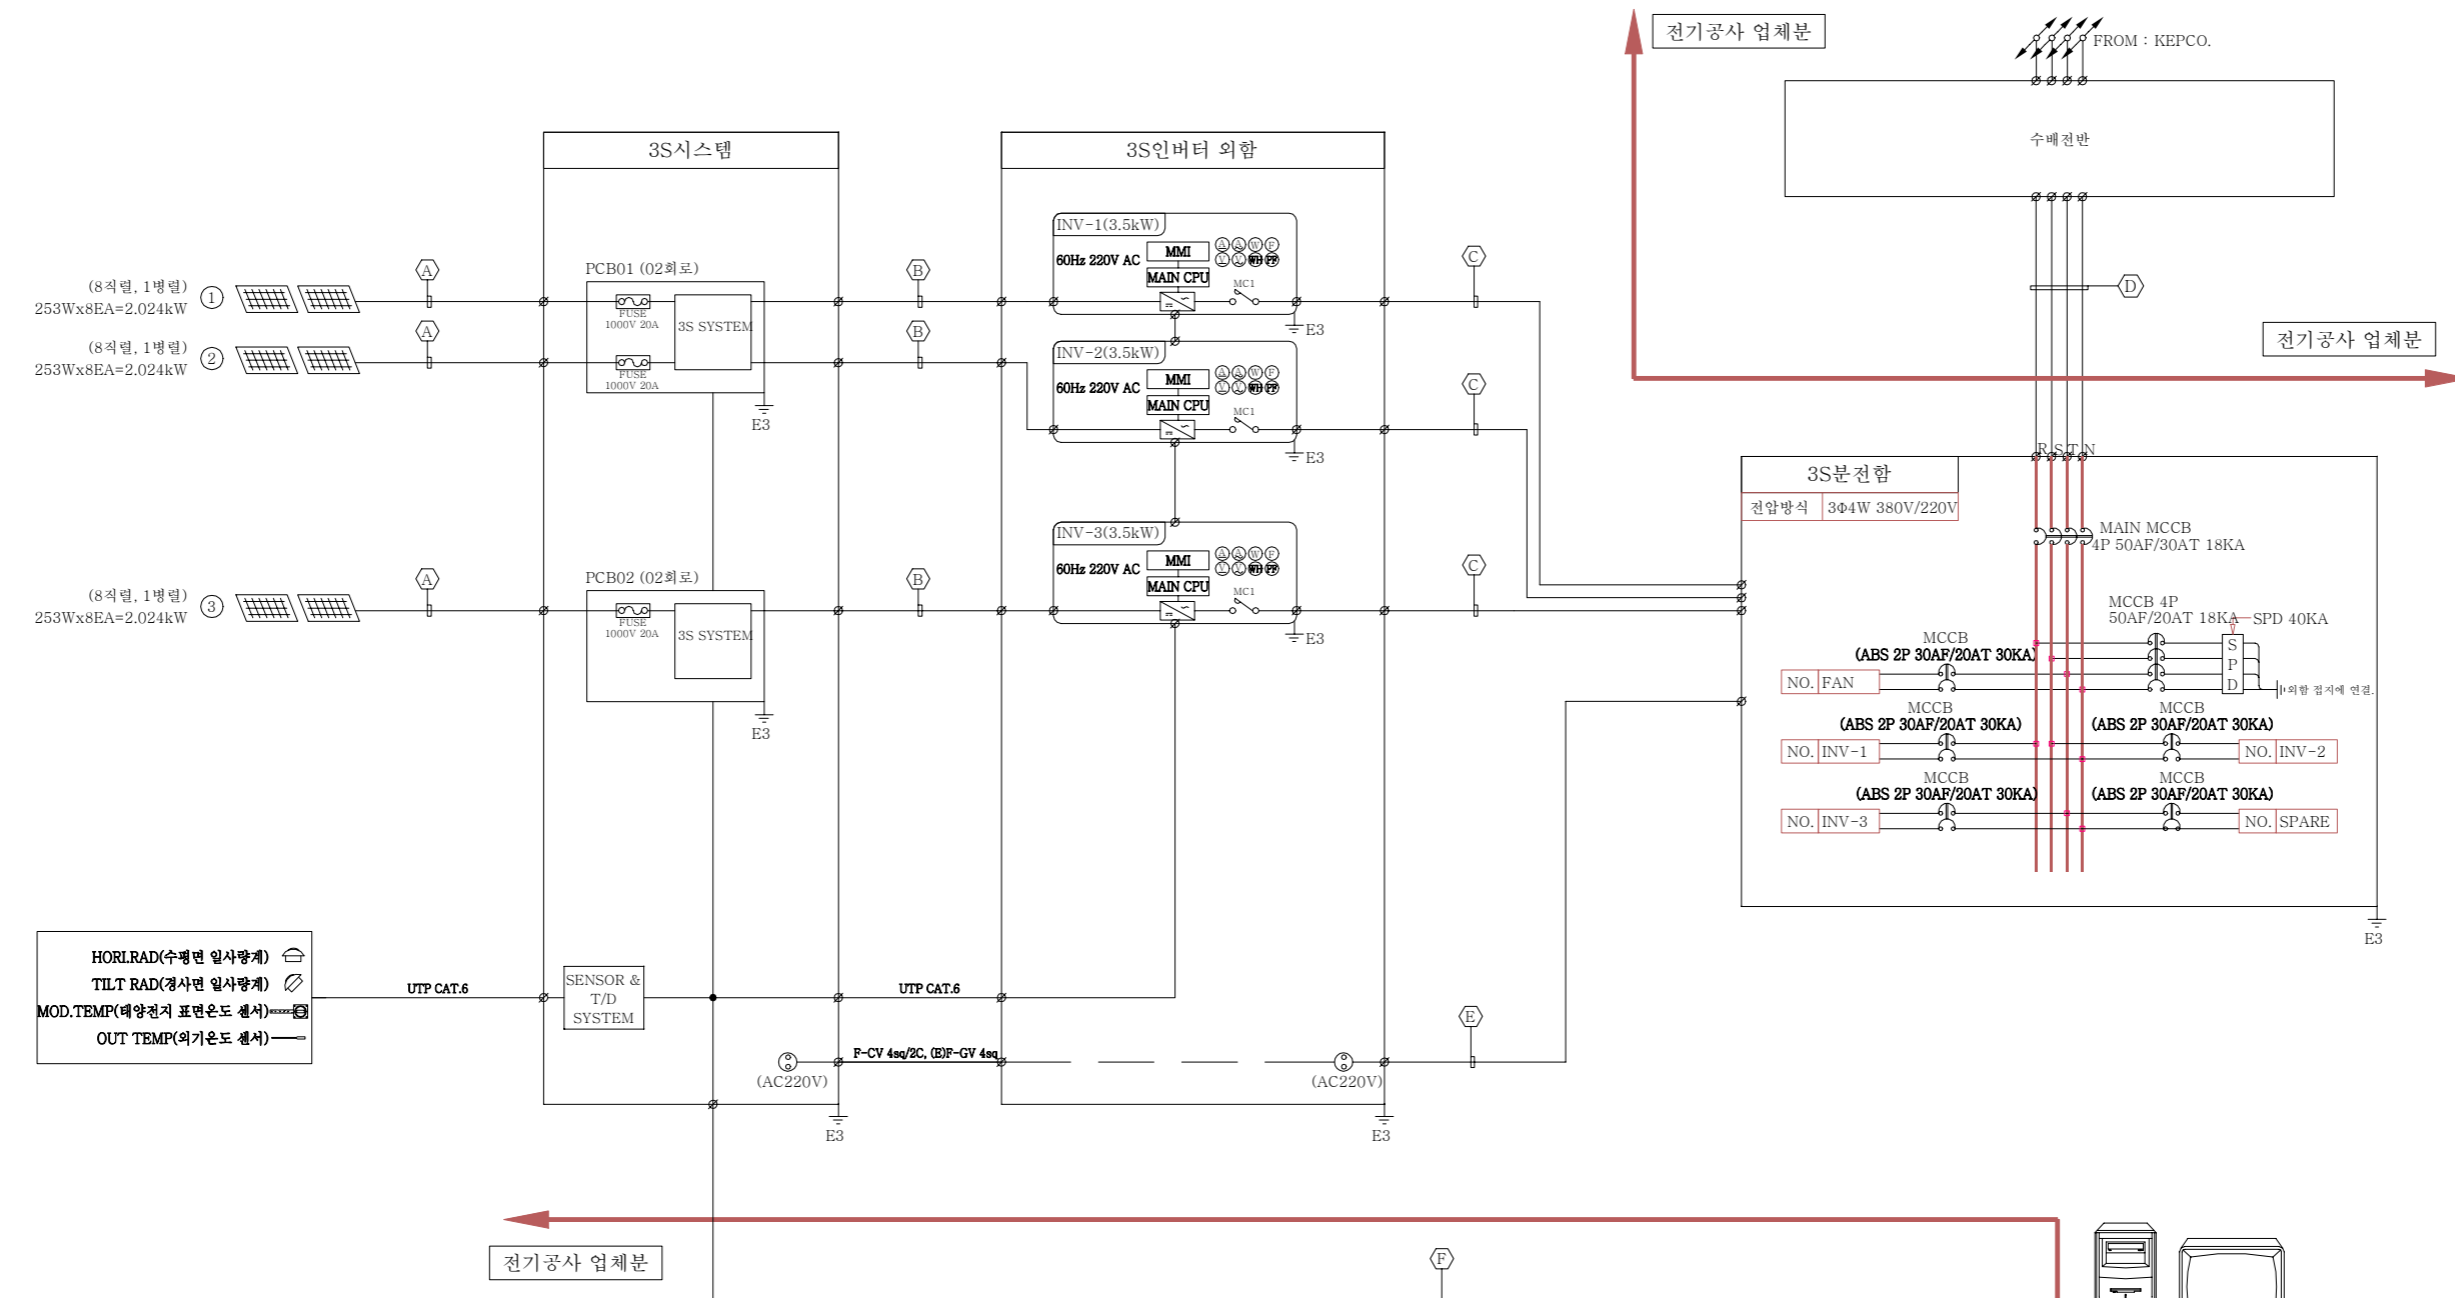 전기공사 업체분
FROM : KEPCO.
수배전반
D
전기공사 업체분
3S시스템
3S인버터 외함
(8직렬, 1병렬)
253Wx8EA=2.024kW
1
A
PCB01 (02회로)
FUSE
1000V 20A
3S SYSTEM
B
INV-1(3.5kW)
60Hz 220V AC
MMI
MAIN CPU
A A W F
V V WH PF
MC1
E3
C
(8직렬, 1병렬)
253Wx8EA=2.024kW
2
A
FUSE
1000V 20A
E3
B
INV-2(3.5kW)
60Hz 220V AC
MMI
MAIN CPU
A A W F
V V WH PF
MC1
E3
C
(8직렬, 1병렬)
253Wx8EA=2.024kW
3
A
PCB02 (02회로)
FUSE
1000V 20A
3S SYSTEM
E3
B
INV-3(3.5kW)
60Hz 220V AC
MMI
MAIN CPU
A A W F
V V WH PF
MC1
E3
C
R S T N
3S분전함
전압방식 3Φ4W 380V/220V
MAIN MCCB
4P 50AF/30AT 18KA
MCCB 4P
50AF/20AT 18KA
SPD 40KA
S
P
D
외함 접지에 연결.
MCCB
(ABS 2P 30AF/20AT 30KA)
NO. FAN
MCCB
(ABS 2P 30AF/20AT 30KA)
NO. INV-1
MCCB
(ABS 2P 30AF/20AT 30KA)
NO. INV-2
MCCB
(ABS 2P 30AF/20AT 30KA)
NO. INV-3
MCCB
(ABS 2P 30AF/20AT 30KA)
NO. SPARE
E3
HORI.RAD(수평면 일사량계)
TILT RAD(경사면 일사량계)
MOD.TEMP(태양전지 표면온도 센서)
OUT TEMP(외기온도 센서)
UTP CAT.6
SENSOR &
T/D
SYSTEM
UTP CAT.6
(AC220V)
F-CV 4sq/2C, (E)F-GV 4sq
(AC220V)
E
E3
E3
전기공사 업체분
F